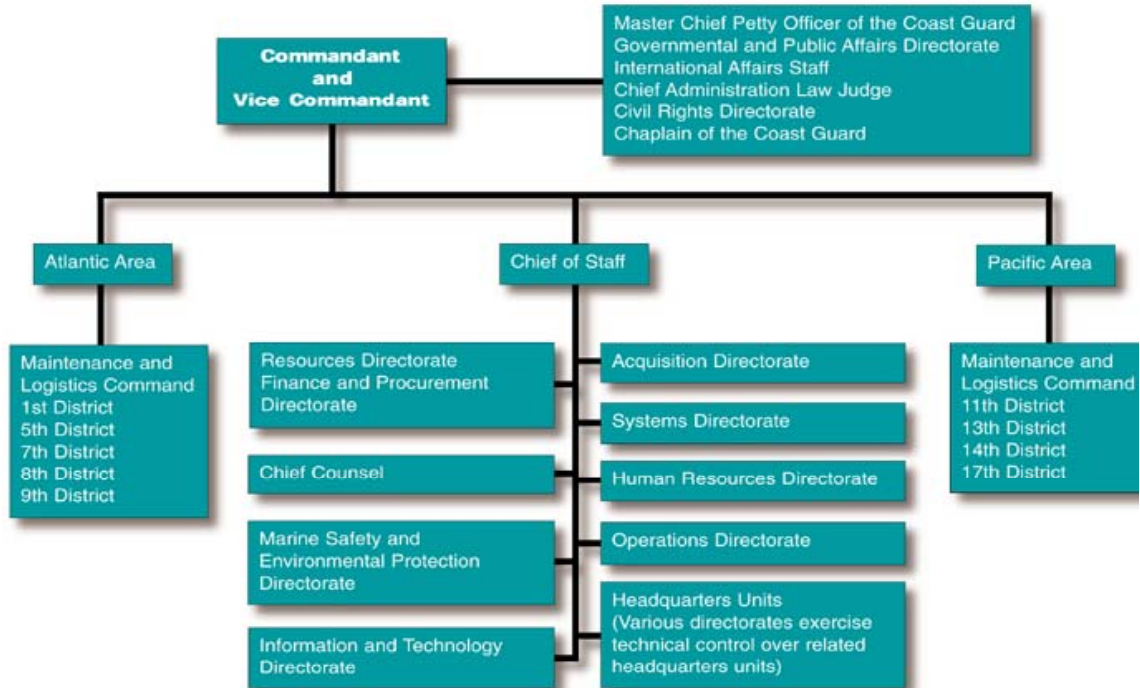 Commandant
and
Vice Commandant
Master Chief Petty Officer of the Coast Guard
Governmental and Public Affairs Directorate
International Affairs Staff
Chief Administration Law Judge
Civil Rights Directorate
Chaplain of the Coast Guard
Atlantic Area
Chief of Staff
Pacific Area
Maintenance and
Logistics Command
1st District
5th District
7th District
8th District
9th District
Resources Directorate
Finance and Procurement
Directorate
Chief Counsel
Marine Safety and
Environmental Protection
Directorate
Information and Technology
Directorate
Acquisition Directorate
Systems Directorate
Human Resources Directorate
Operations Directorate
Headquarters Units
(Various directorates exercise
technical control over related
headquarters units)
Maintenance and
Logistics Command
11th District
13th District
14th District
17th District